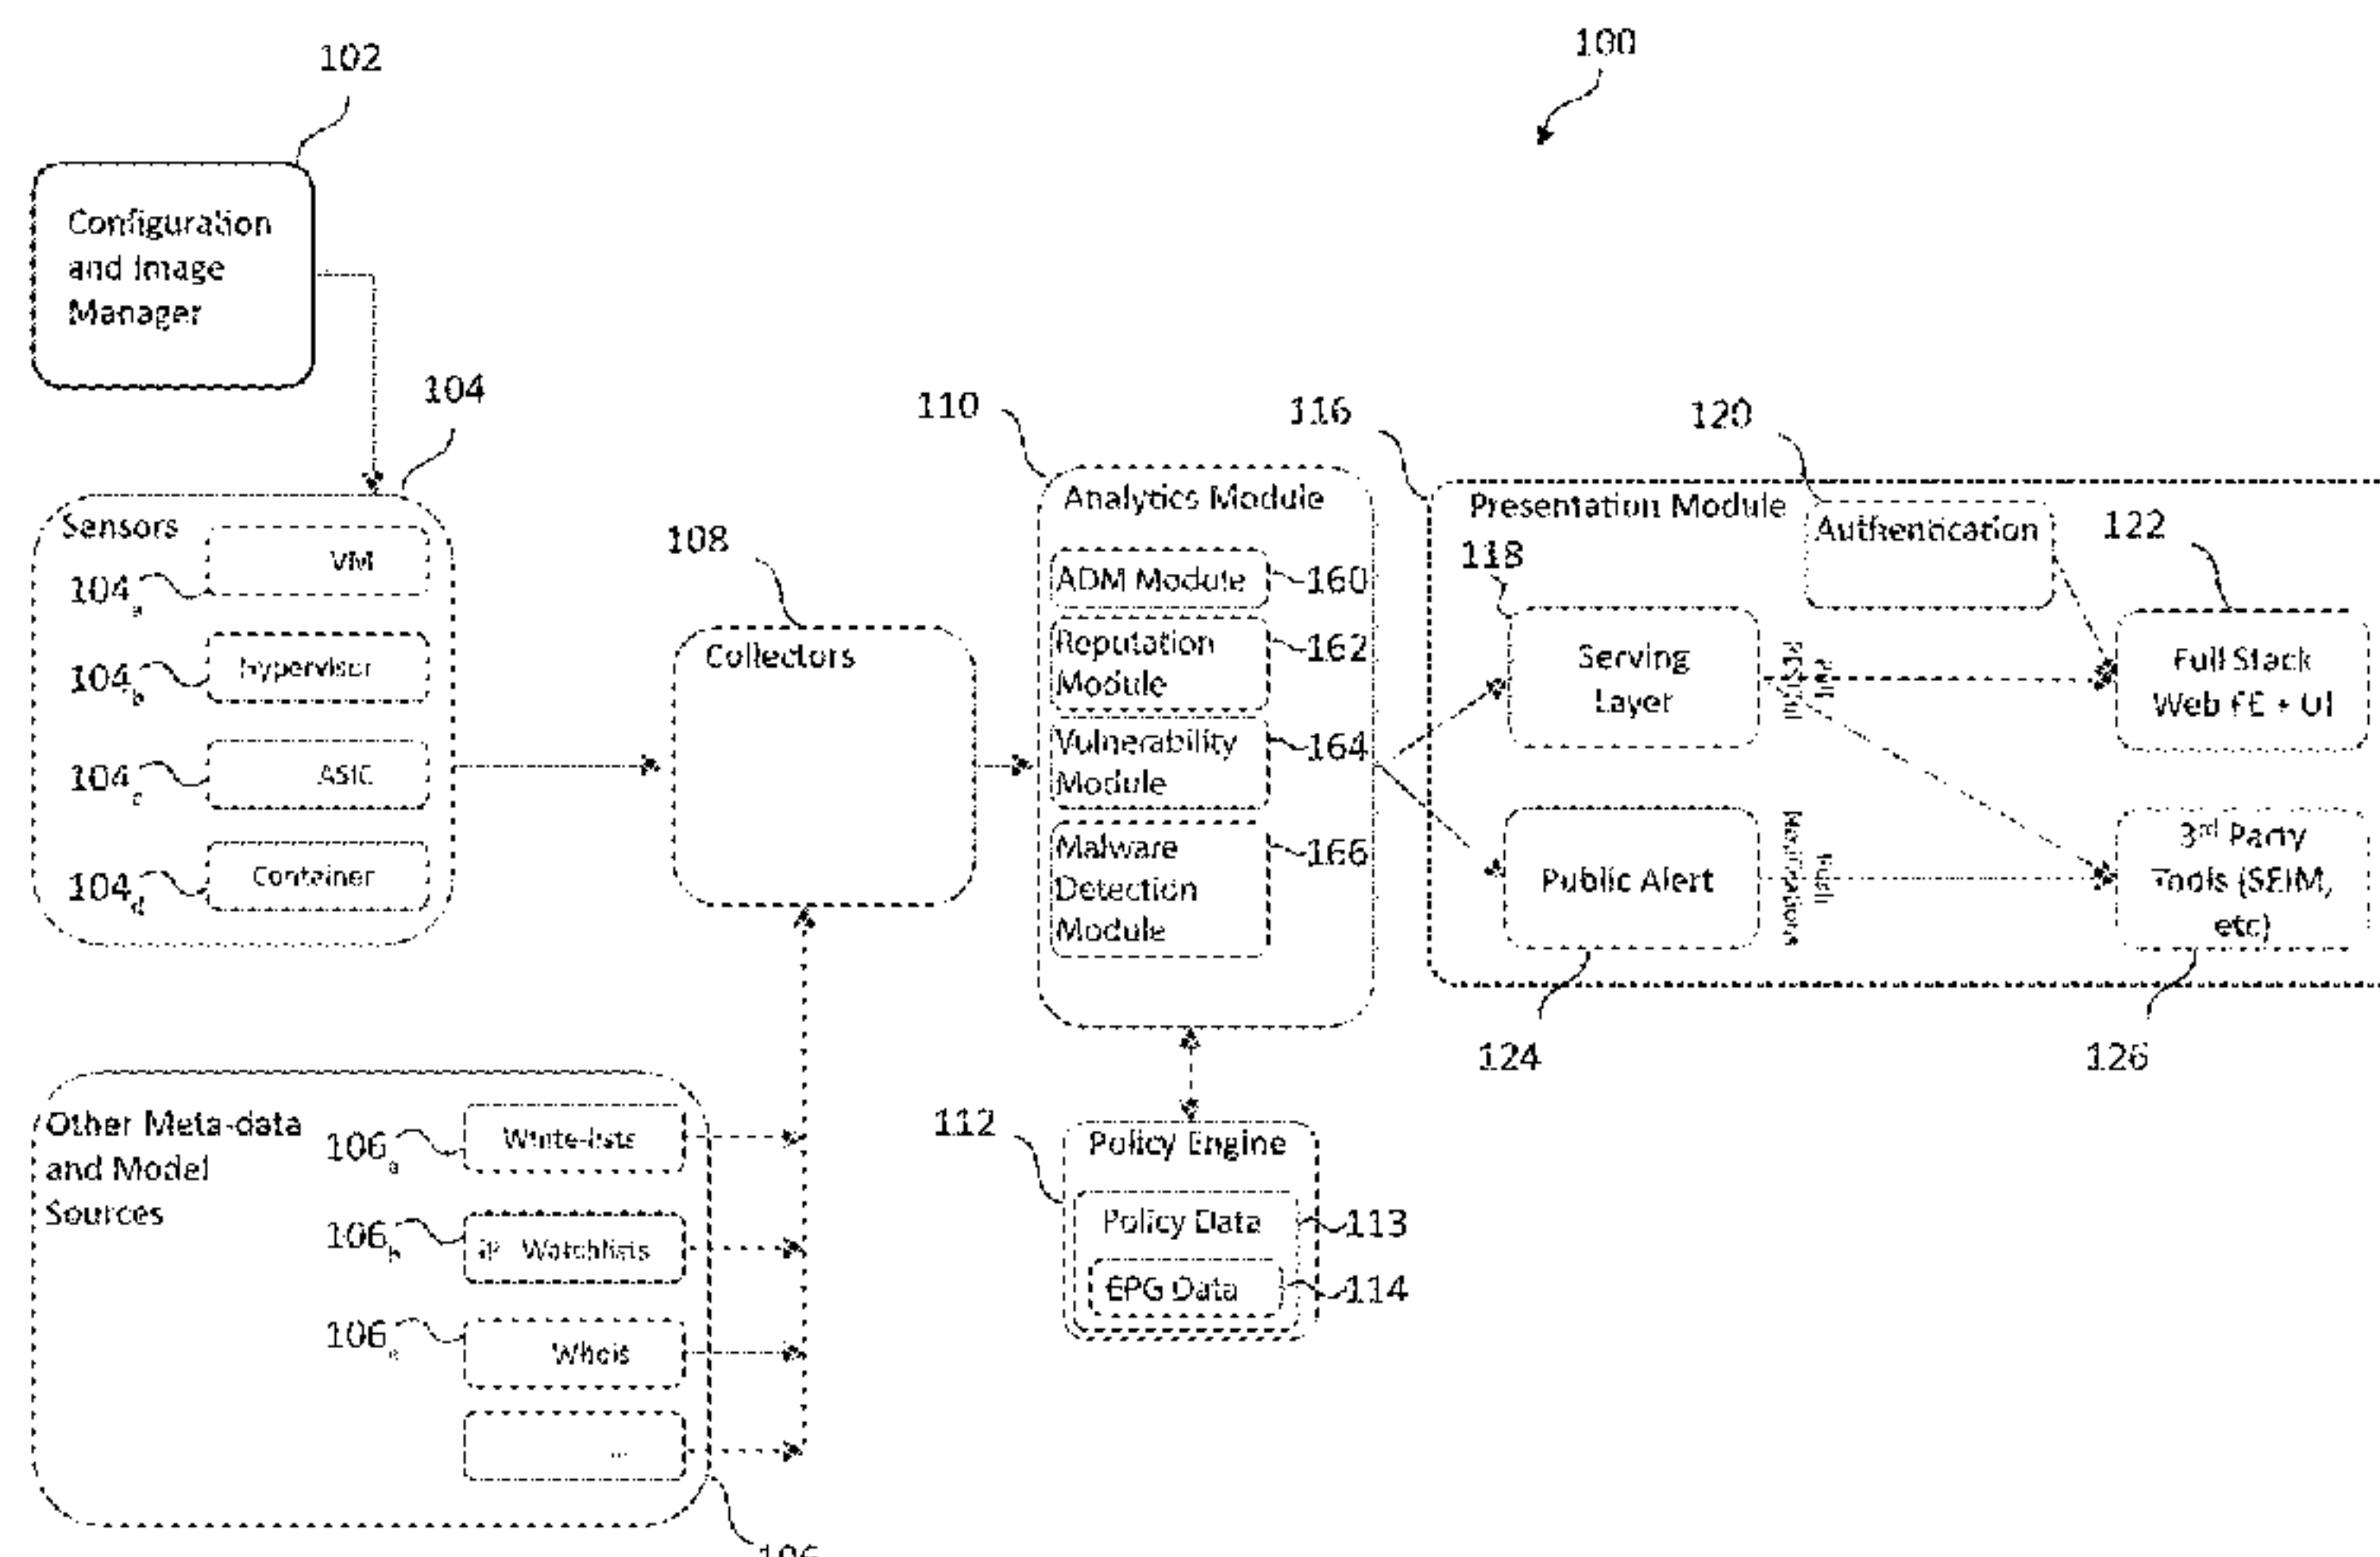 102
100
Configuration
and Image
Manager
104
Sensors
VM
104a
Hypervisor
104b
ASIC
104c
Container
104d
108
Collectors
110
Analytics Module
ADM Module
160
Reputation
Module
162
Vulnerability
Module
164
Malware
Detection
Module
166
116
Presentation Module
120
Authentication
118
Serving
Layer
122
Full Stack
Web FE + UI
Public Alert
Push
Notifications
3rd Party
Tools (SEIM,
etc)
124
126
112
Policy Engine
Policy Data
113
EPG Data
114
Other Meta-data
and Model
Sources
106a
White-lists
106b
IP Watchlists
106
Whois
...
106